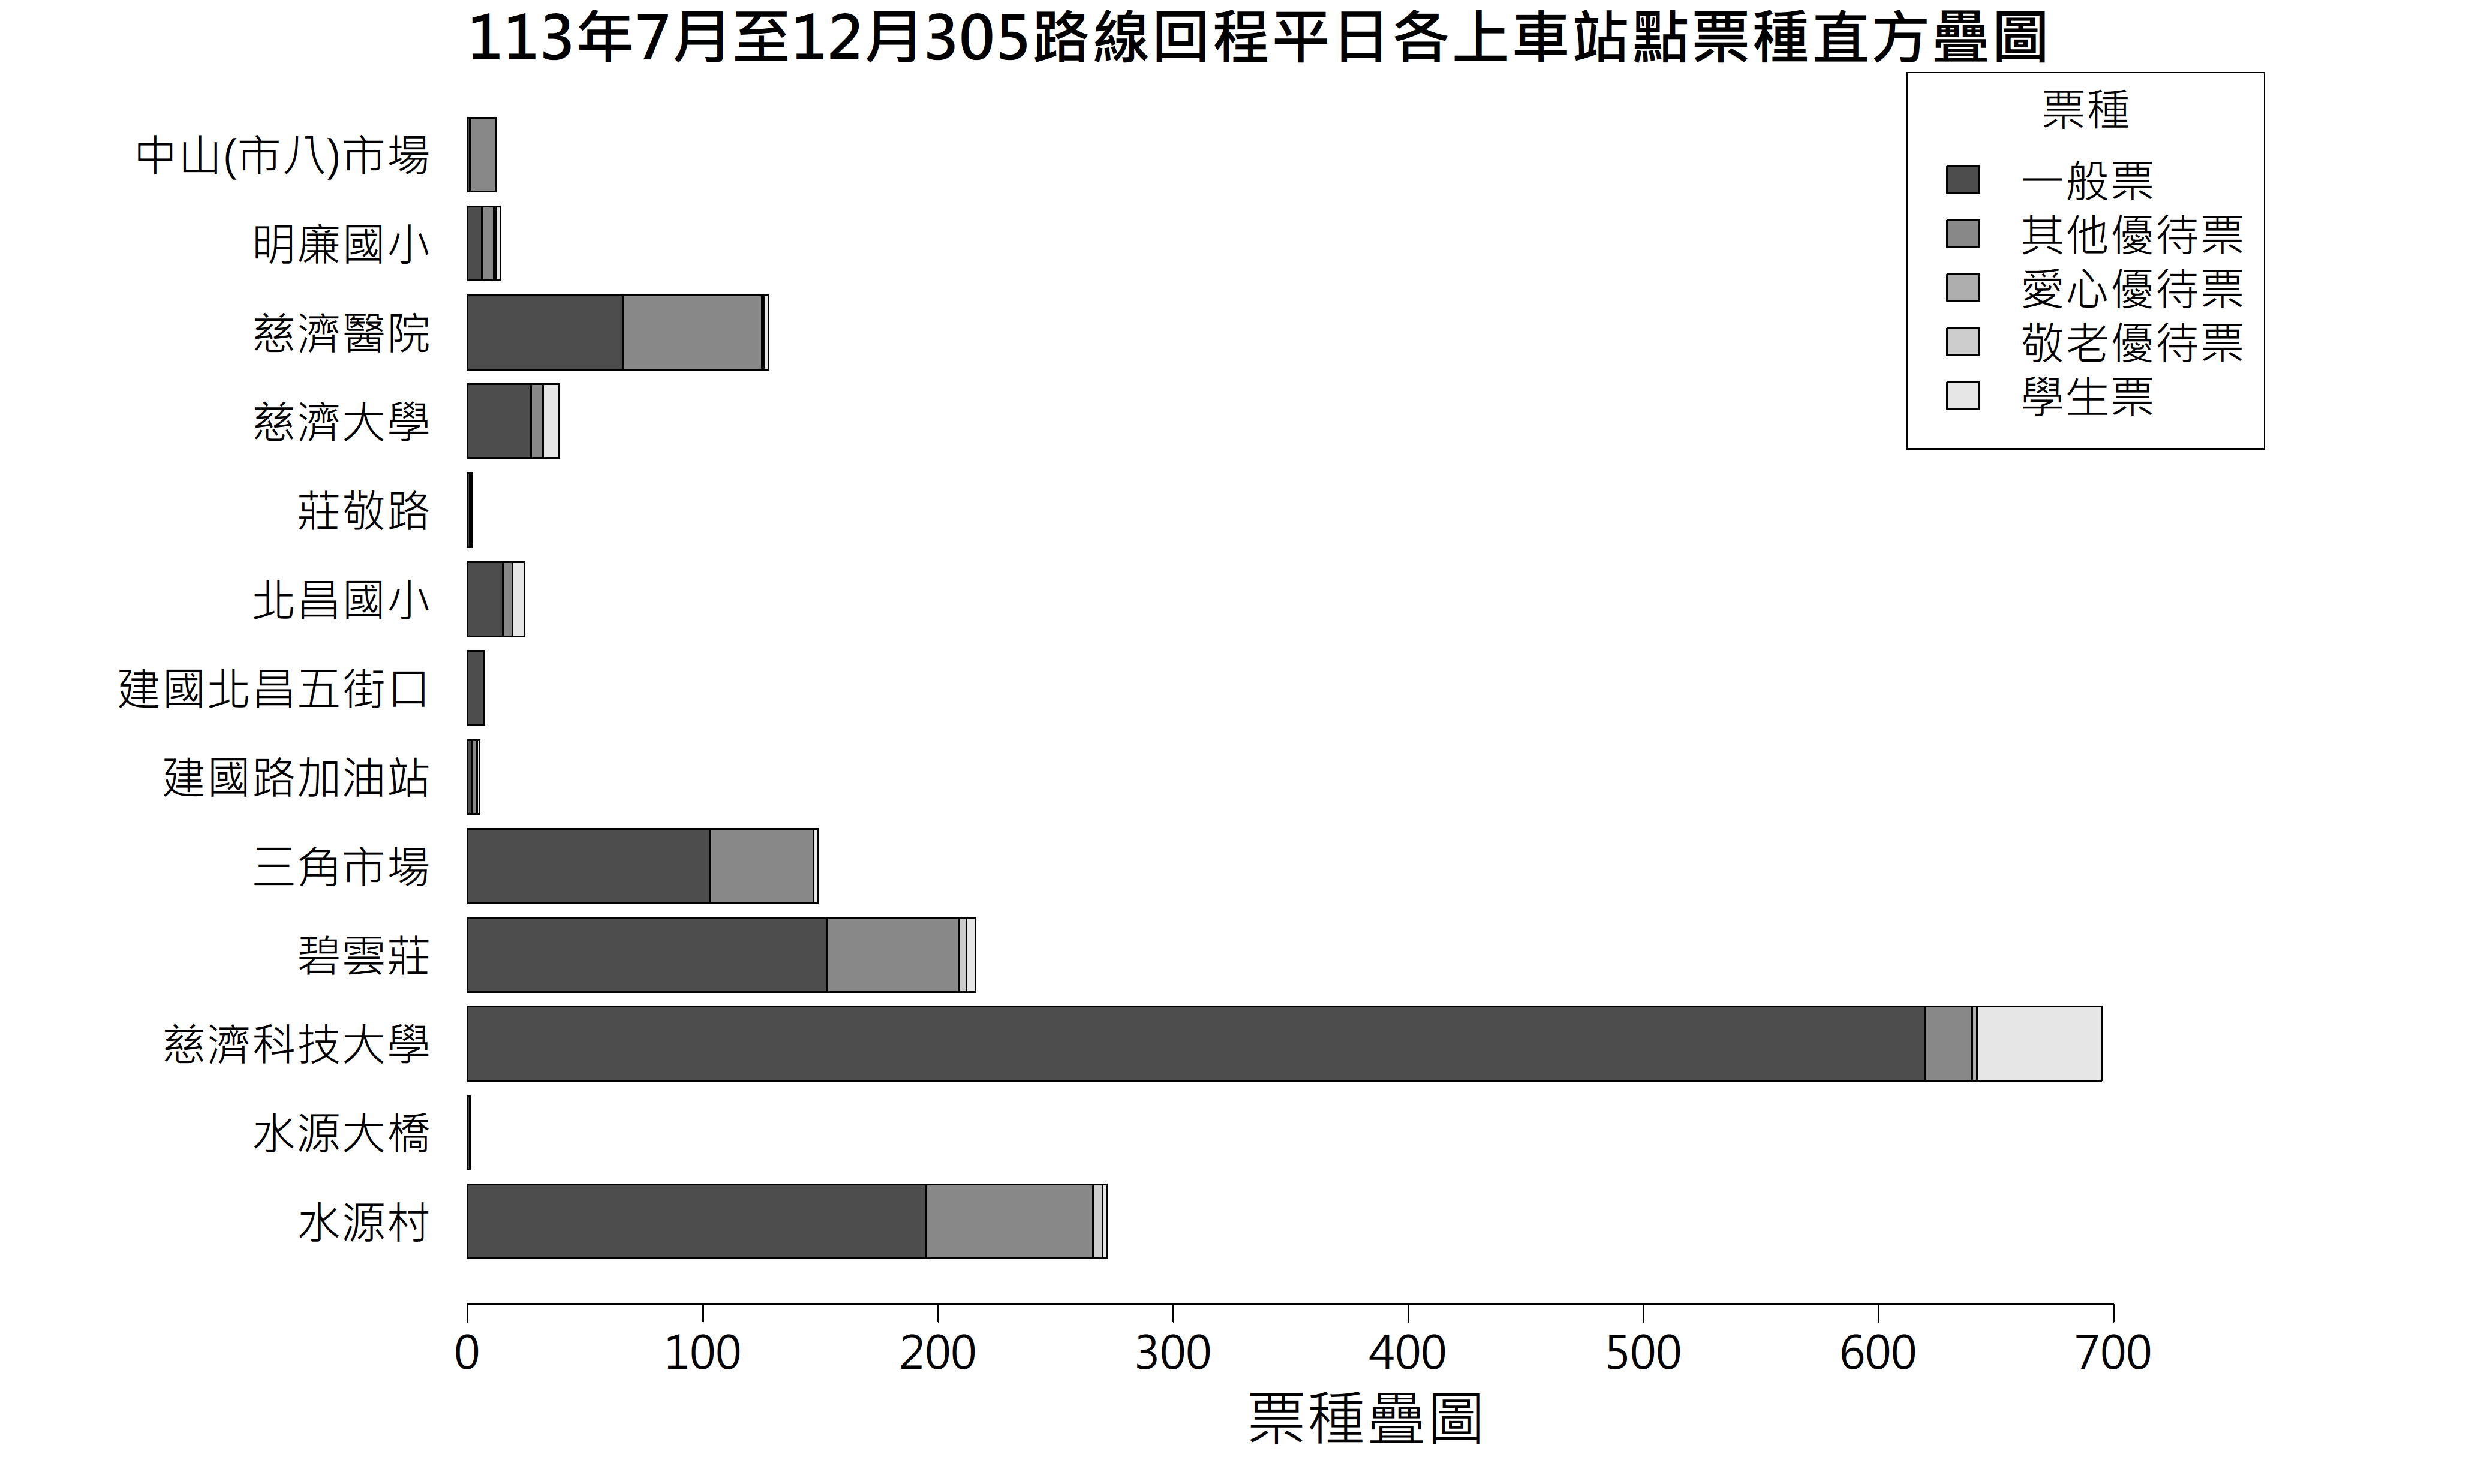 113年7月至12月305路線回程平日各上車站點票種直方疊圖
票種
一般票
其他優待票
愛心優待票
敬老優待票
學生票
中山(市八)市場
明廉國小
慈濟醫院
慈濟大學
莊敬路
北昌國小
建國北昌五街口
建國路加油站
三角市場
碧雲莊
慈濟科技大學
水源大橋
水源村
0 100 200 300 400 500 600 700
票種疊圖